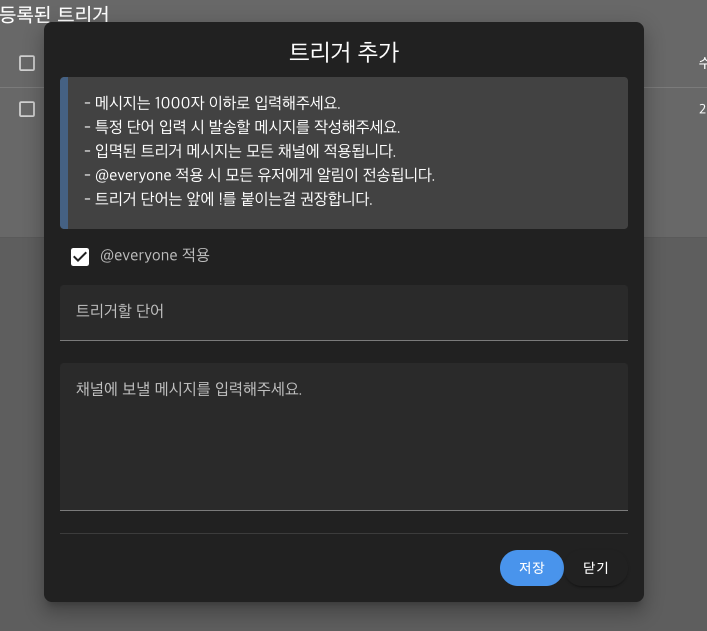 등록된 트리거
트리거 추가
- 메시지는 1000자 이하로 입력해주세요.
- 특정 단어 입력 시 발송할 메시지를 작성해주세요.
- 입멱된 트리거 메시지는 모든 채널에 적용됩니다.
- @everyone 적용 시 모든 유저에게 알림이 전송됩니다.
- 트리거 단어는 앞에 !를 붙이는걸 권장합니다.
@everyone 적용
트리거할 단어
채널에 보낼 메시지를 입력해주세요.
저장 닫기